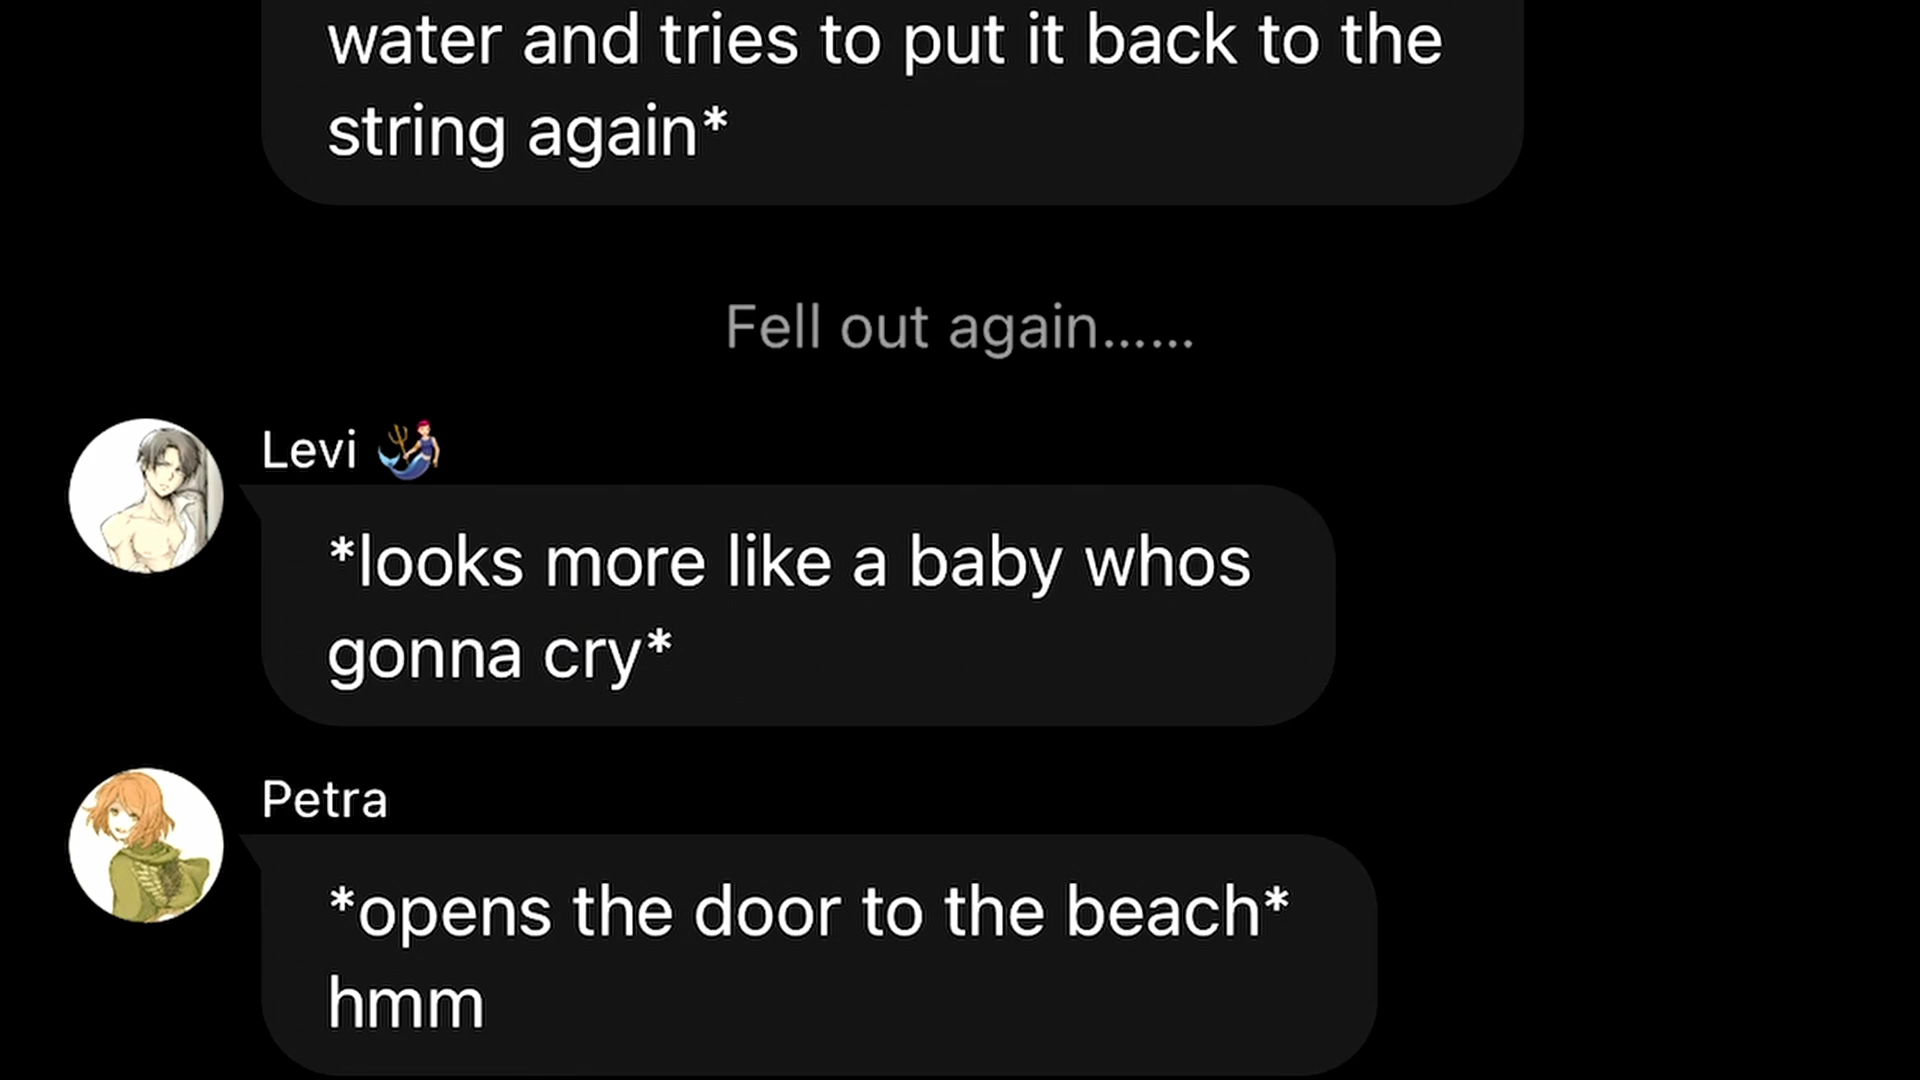 water and tries to put it back to the
string again*
Fell out again......
Levi 🧜‍♂️
*looks more like a baby whos
gonna cry*
Petra
*opens the door to the beach*
hmm